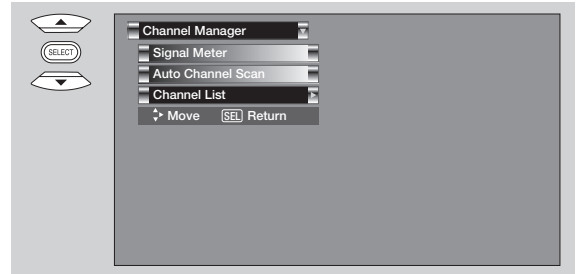 SELECT
Channel Manager
Signal Meter
Auto Channel Scan
Channel List
Move SEL Return